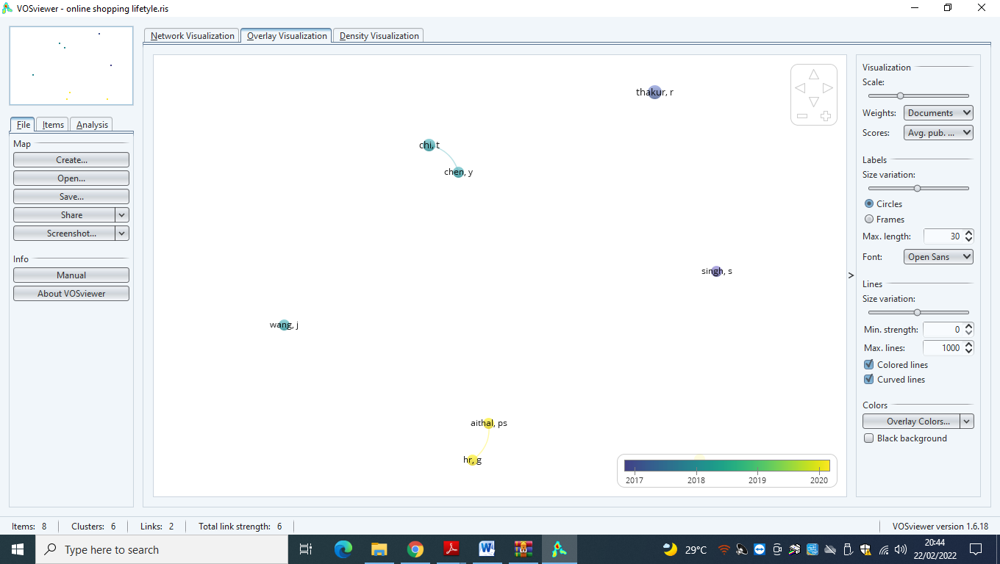 VOSviewer - online shopping lifetyle.ris
Network Visualization
Overlay Visualization
Density Visualization
File
Items
Analysis
Map
Create...
Open...
Save...
Share
Screenshot...
Info
Manual
About VOSviewer
thakur, r
chi, t
chen, y
singh, s
wang, j
aithal, ps
hr, g
2017 2018 2019 2020
Visualization
Scale:
Weights: Documents
Scores: Avg. pub. ...
Labels
Size variation:
Circles
Frames
Max. length: 30
Font: Open Sans
Lines
Size variation:
Min. strength: 0
Max. lines: 1000
Colored lines
Curved lines
Colors
Overlay Colors...
Black background
Items: 8 Clusters: 6 Links: 2 Total link strength: 6 VOSviewer version 1.6.18
Type here to search
29°C
20:44
22/02/2022